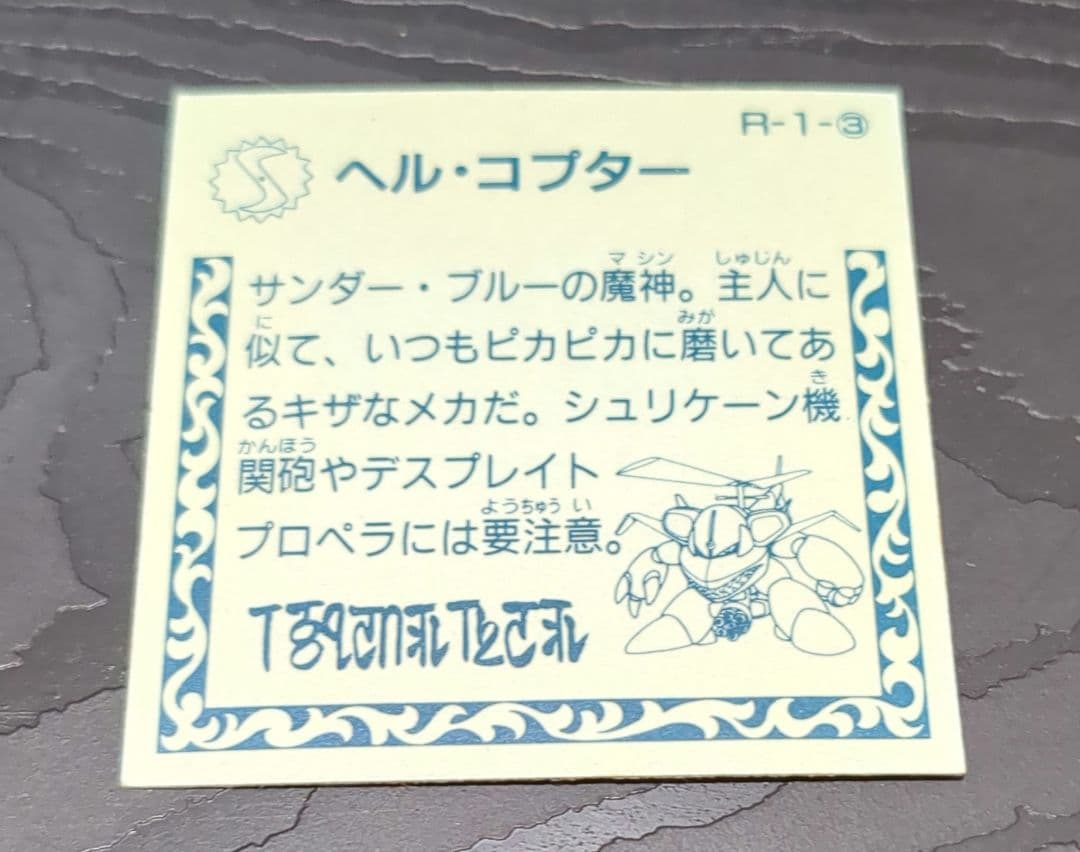 R-1-③
S
ヘル・コプター
サンダー・ブルーの魔神。主人に
似て、いつもピカピカに磨いてあ
るキザなメカだ。シュリケーン機
関砲やデスプレイト
プロペラには要注意。